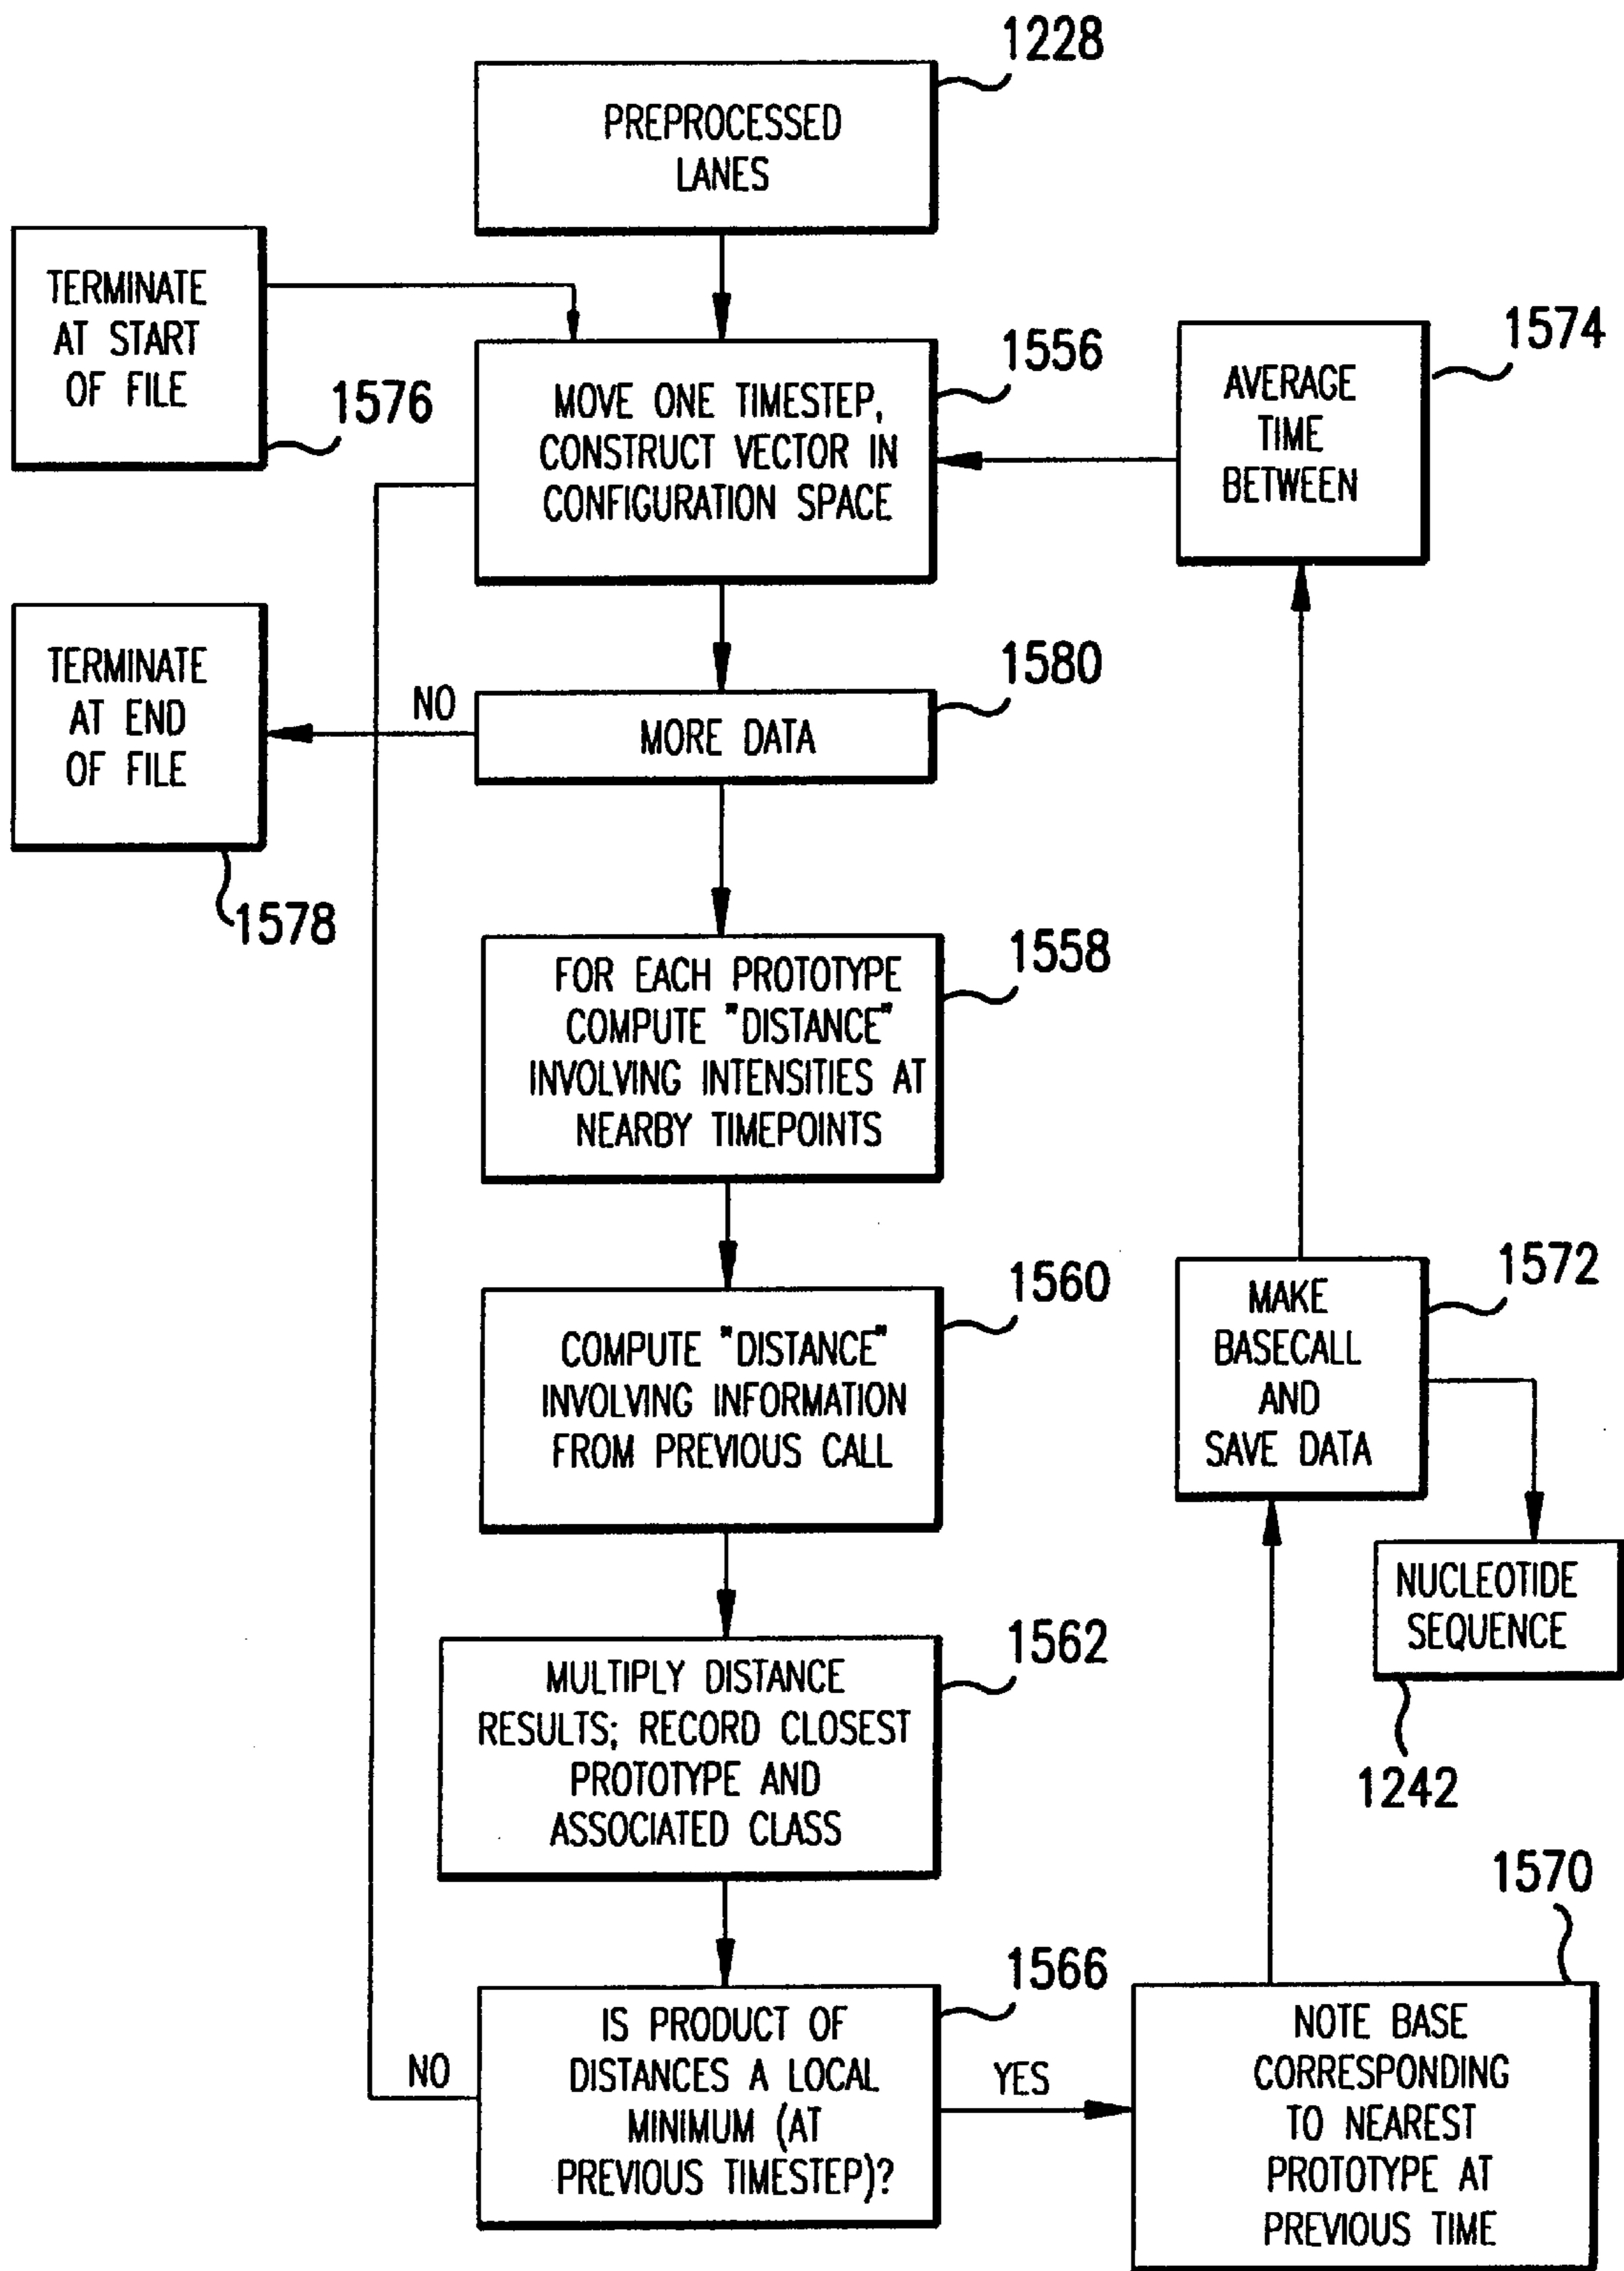 1228
PREPROCESSED
LANES
TERMINATE
AT START
OF FILE
1576
1556
MOVE ONE TIMESTEP,
CONSTRUCT VECTOR IN
CONFIGURATION SPACE
1574
AVERAGE
TIME
BETWEEN
TERMINATE
AT END
OF FILE
1578
NO
1580
MORE DATA
1558
FOR EACH PROTOTYPE
COMPUTE "DISTANCE"
INVOLVING INTENSITIES AT
NEARBY TIMEPOINTS
1560
COMPUTE "DISTANCE"
INVOLVING INFORMATION
FROM PREVIOUS CALL
1572
MAKE
BASECALL
AND
SAVE DATA
NUCLEOTIDE
SEQUENCE
1242
1562
MULTIPLY DISTANCE
RESULTS; RECORD CLOSEST
PROTOTYPE AND
ASSOCIATED CLASS
1566
IS PRODUCT OF
DISTANCES A LOCAL
MINIMUM (AT
PREVIOUS TIMESTEP)?
NO
YES
1570
NOTE BASE
CORRESPONDING
TO NEAREST
PROTOTYPE AT
PREVIOUS TIME